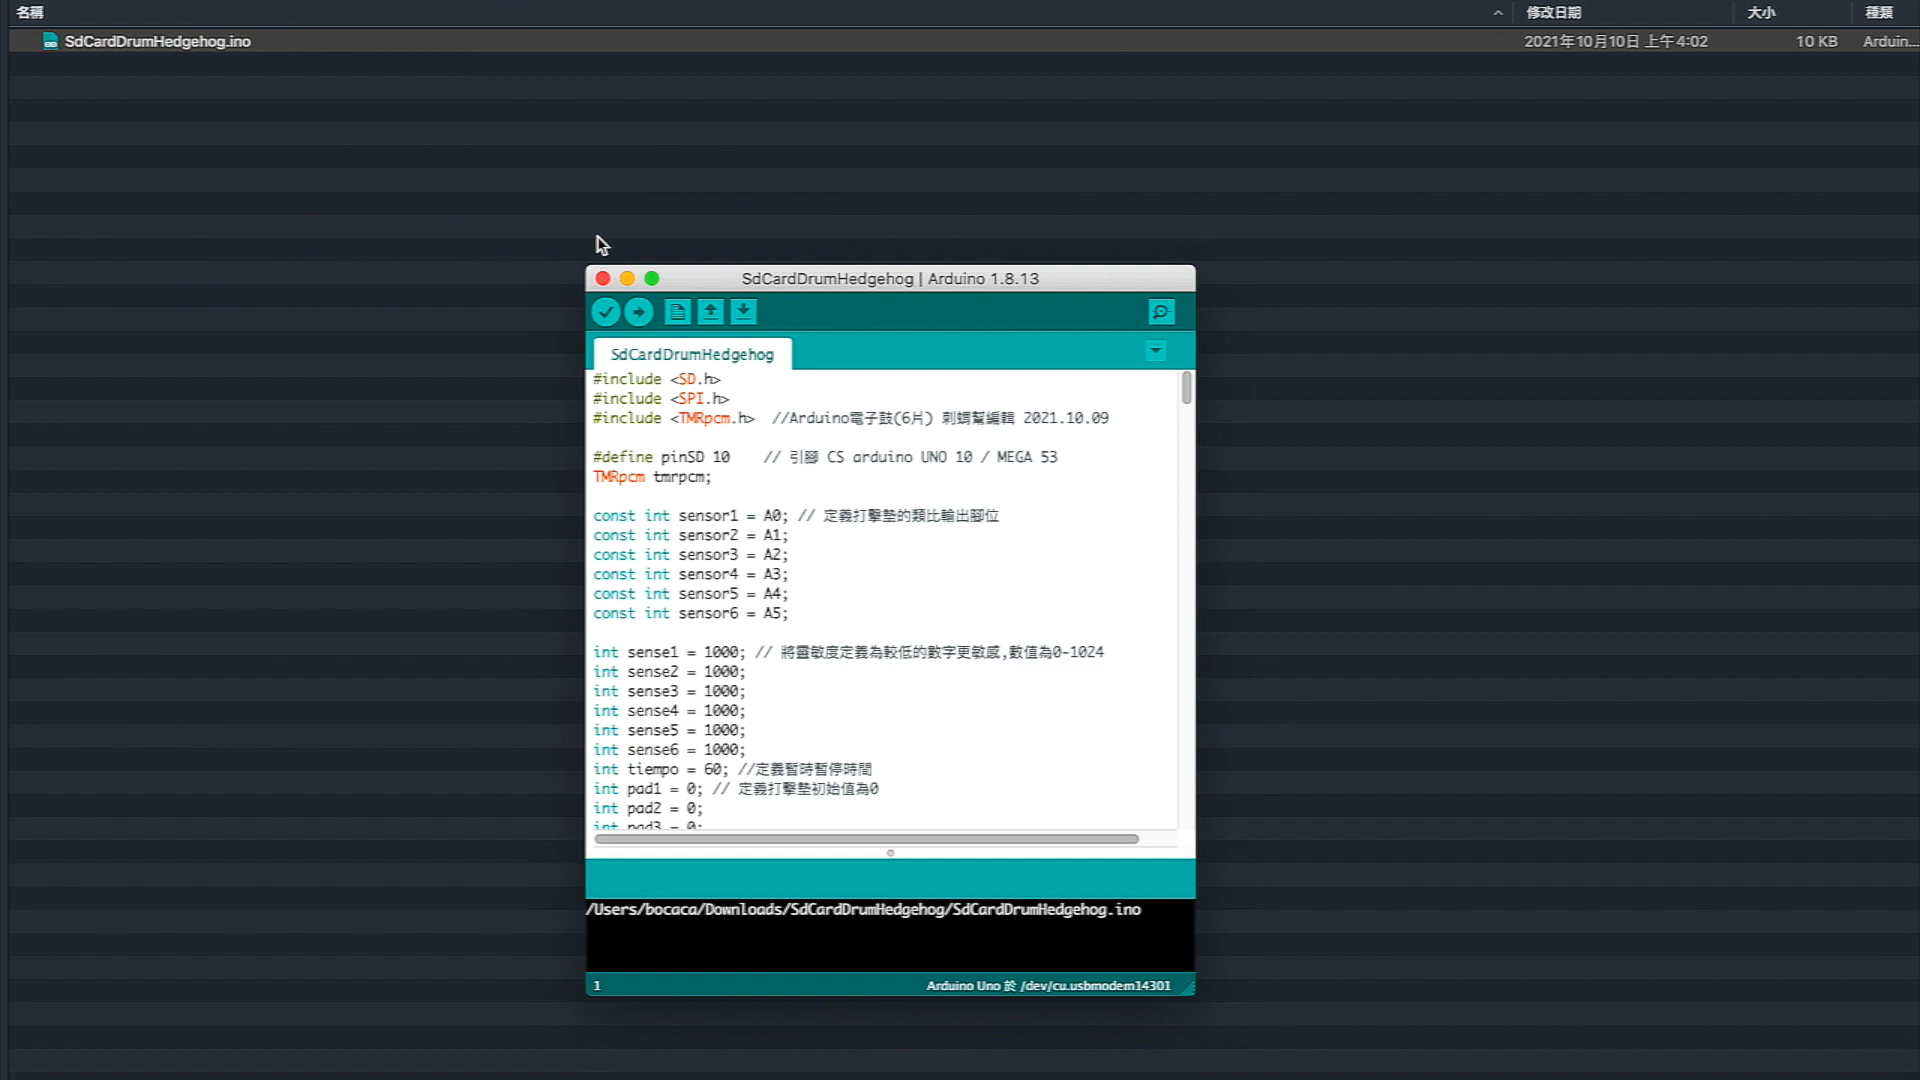 名稱
修改日期
大小
種類
SdCardDrumHedgehog.ino
2021年10月10日 上午4:02
10 KB
Arduin...
SdCardDrumHedgehog | Arduino 1.8.13
SdCardDrumHedgehog
#include <SD.h>
#include <SPI.h>
#include <TMRpcm.h>  //Arduino電子鼓(6片) 刺蝟幫編輯 2021.10.09
#define pinSD 10    // 引腳 CS arduino UNO 10 / MEGA 53
TMRpcm tmrpcm;
const int sensor1 = A0; // 定義打擊墊的類比輸出腳位
const int sensor2 = A1;
const int sensor3 = A2;
const int sensor4 = A3;
const int sensor5 = A4;
const int sensor6 = A5;
int sense1 = 1000; // 將靈敏度定義為較低的數字更敏感,數值為0-1024
int sense2 = 1000;
int sense3 = 1000;
int sense4 = 1000;
int sense5 = 1000;
int sense6 = 1000;
int tiempo = 60; //定義暫時暫停時間
int pad1 = 0; // 定義打擊墊初始值為0
int pad2 = 0;
int pad3 = 0;
/Users/bocaca/Downloads/SdCardDrumHedgehog/SdCardDrumHedgehog.ino
1
Arduino Uno 於 /dev/cu.usbmodem14301